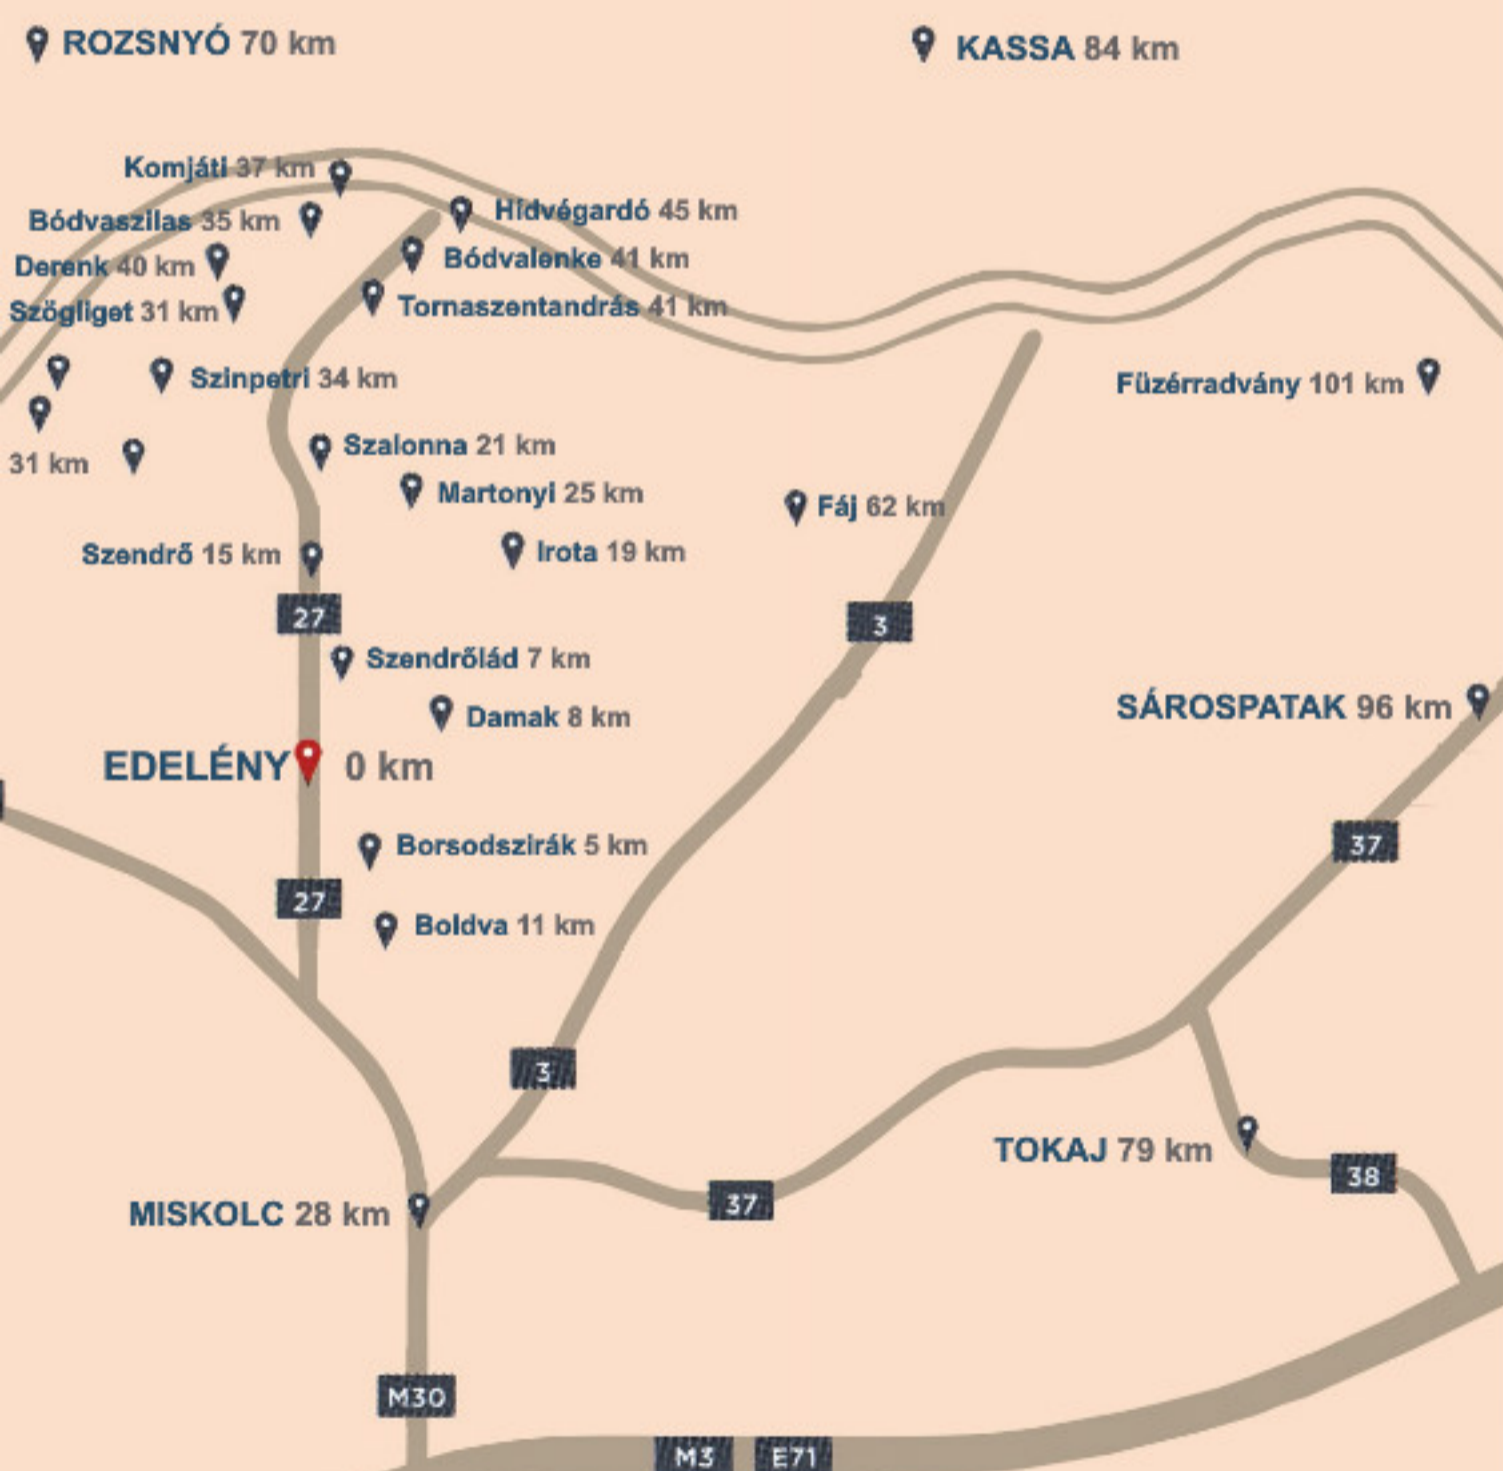 ROZSNYÓ 70 km
KASSA 84 km
Komjáti 37 km
Hídvégardó 45 km
Bódvaszilas 35 km
Bódvalenke 41 km
Derenk 40 km
Tornaszentandrás 41 km
Szögliget 31 km
Szinpetri 34 km
Füzérradvány 101 km
Szalonna 21 km
31 km
Martonyi 25 km
Fáj 62 km
Szendrő 15 km
Irota 19 km
27
3
Szendrőlád 7 km
Damak 8 km
SÁROSPATAK 96 km
EDELÉNY 0 km
Borsodszirák 5 km
37
27
Boldva 11 km
3
TOKAJ 79 km
38
37
MISKOLC 28 km
M30
M3 E71